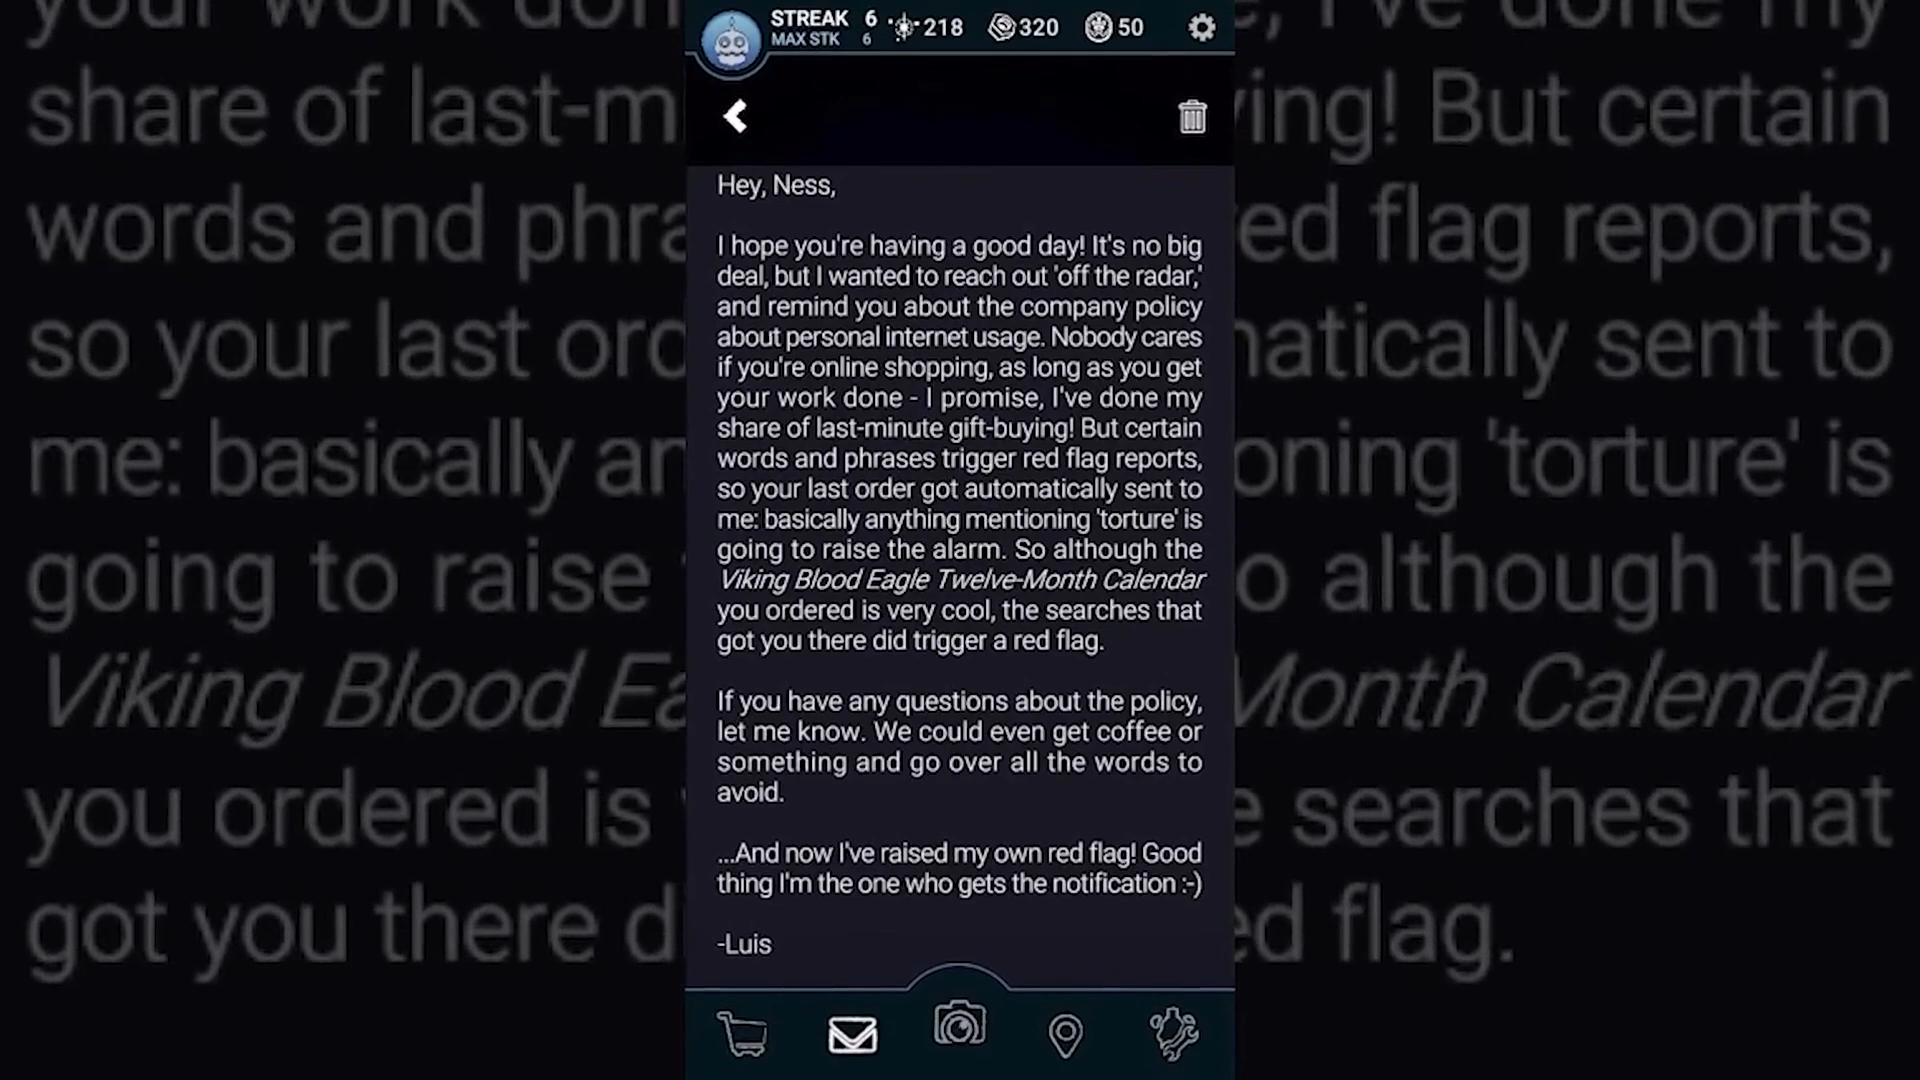 STREAK 6
MAX STK 6
218
320
50
Hey, Ness,
I hope you're having a good day! It's no big
deal, but I wanted to reach out 'off the radar,'
and remind you about the company policy
about personal internet usage. Nobody cares
if you're online shopping, as long as you get
your work done - I promise, I've done my
share of last-minute gift-buying! But certain
words and phrases trigger red flag reports,
so your last order got automatically sent to
me: basically anything mentioning 'torture' is
going to raise the alarm. So although the
Viking Blood Eagle Twelve-Month Calendar
you ordered is very cool, the searches that
got you there did trigger a red flag.
If you have any questions about the policy,
let me know. We could even get coffee or
something and go over all the words to
avoid.
...And now I've raised my own red flag! Good
thing I'm the one who gets the notification :-)
-Luis